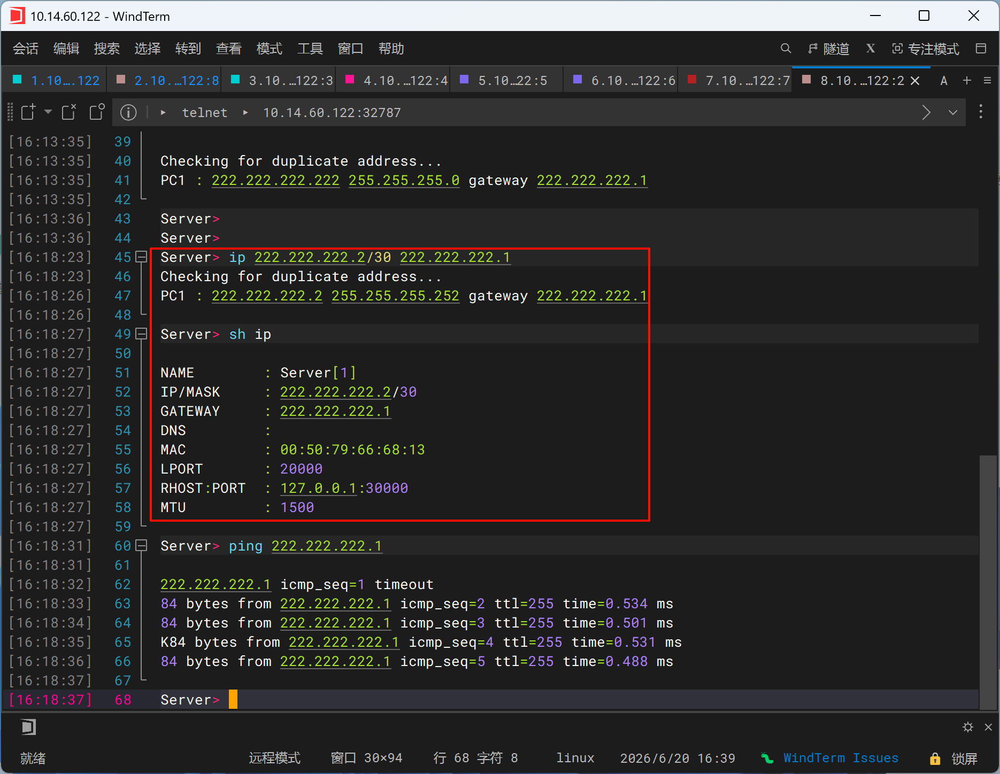 10.14.60.122 - WindTerm
会话 编辑 搜索 选择 转到 查看 模式 工具 窗口 帮助 隧道 X 专注模式
1.10.…122 2.10.…122:8 3.10.…122:3 4.10.…122:4 5.10…22:5 6.10.…122:6 7.10.…122:7 8.10.…122:2 A
telnet 10.14.60.122:32787
[16:13:35] 39
[16:13:35] 40 Checking for duplicate address...
[16:13:35] 41 PC1 : 222.222.222.222 255.255.255.0 gateway 222.222.222.1
[16:13:35] 42
[16:13:36] 43 Server>
[16:13:36] 44 Server>
[16:18:23] 45 Server> ip 222.222.222.2/30 222.222.222.1
[16:18:23] 46 Checking for duplicate address...
[16:18:26] 47 PC1 : 222.222.222.2 255.255.255.252 gateway 222.222.222.1
[16:18:26] 48
[16:18:27] 49 Server> sh ip
[16:18:27] 50
[16:18:27] 51 NAME : Server[1]
[16:18:27] 52 IP/MASK : 222.222.222.2/30
[16:18:27] 53 GATEWAY : 222.222.222.1
[16:18:27] 54 DNS :
[16:18:27] 55 MAC : 00:50:79:66:68:13
[16:18:27] 56 LPORT : 20000
[16:18:27] 57 RHOST:PORT : 127.0.0.1:30000
[16:18:27] 58 MTU : 1500
[16:18:27] 59
[16:18:31] 60 Server> ping 222.222.222.1
[16:18:31] 61
[16:18:32] 62 222.222.222.1 icmp_seq=1 timeout
[16:18:33] 63 84 bytes from 222.222.222.1 icmp_seq=2 ttl=255 time=0.534 ms
[16:18:34] 64 84 bytes from 222.222.222.1 icmp_seq=3 ttl=255 time=0.501 ms
[16:18:35] 65 K84 bytes from 222.222.222.1 icmp_seq=4 ttl=255 time=0.531 ms
[16:18:36] 66 84 bytes from 222.222.222.1 icmp_seq=5 ttl=255 time=0.488 ms
[16:18:37] 67
[16:18:37] 68 Server>
就绪 远程模式 窗口 30×94 行 68 字符 8 linux 2026/6/20 16:39 WindTerm Issues 锁屏